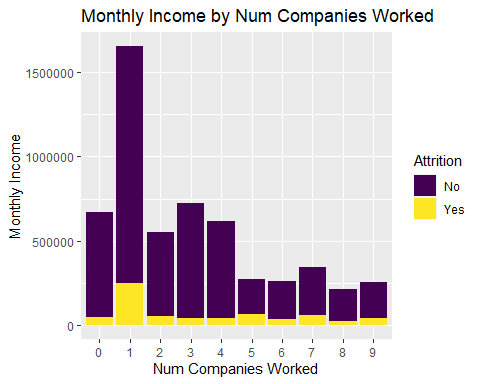 Monthly Income by Num Companies Worked
Monthly Income
1500000
1000000
500000
0
0 1 2 3 4 5 6 7 8 9
Num Companies Worked
Attrition
No
Yes